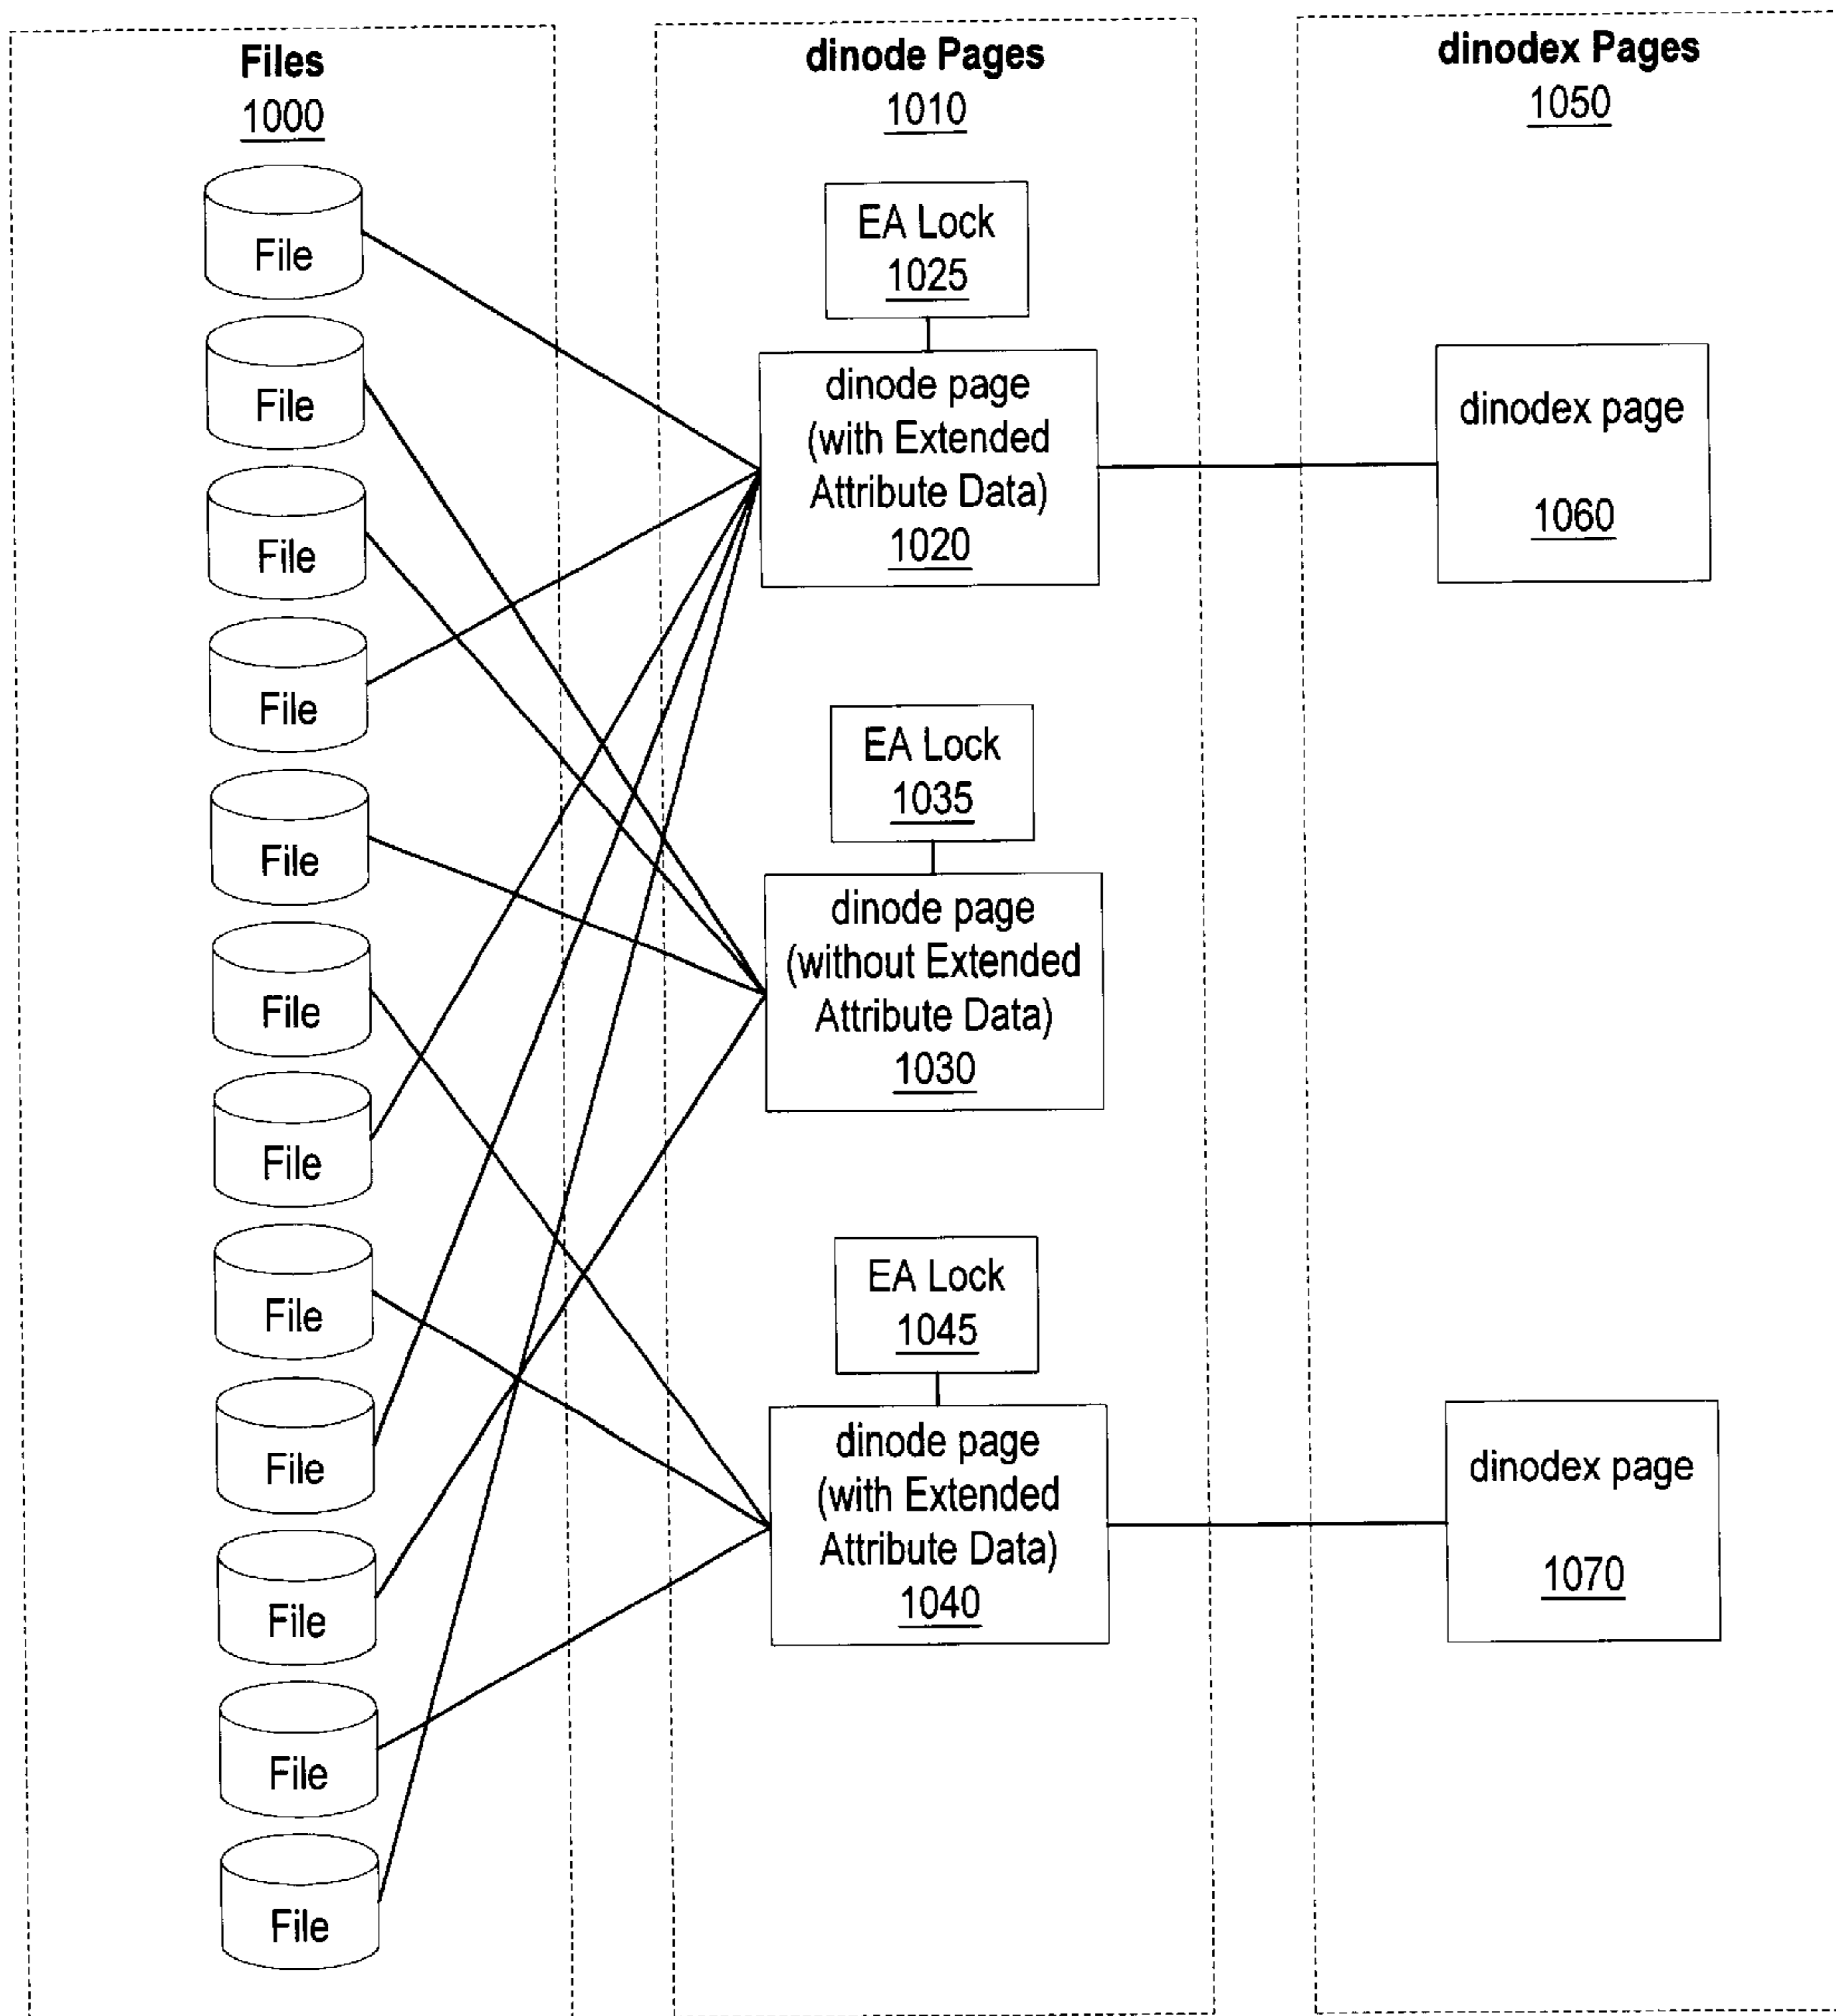 Files
1000
File
File
File
File
File
File
File
File
File
File
File
File
dinode Pages
1010
EA Lock
1025
dinode page
(with Extended
Attribute Data)
1020
EA Lock
1035
dinode page
(without Extended
Attribute Data)
1030
EA Lock
1045
dinode page
(with Extended
Attribute Data)
1040
dinodex Pages
1050
dinodex page
1060
dinodex page
1070